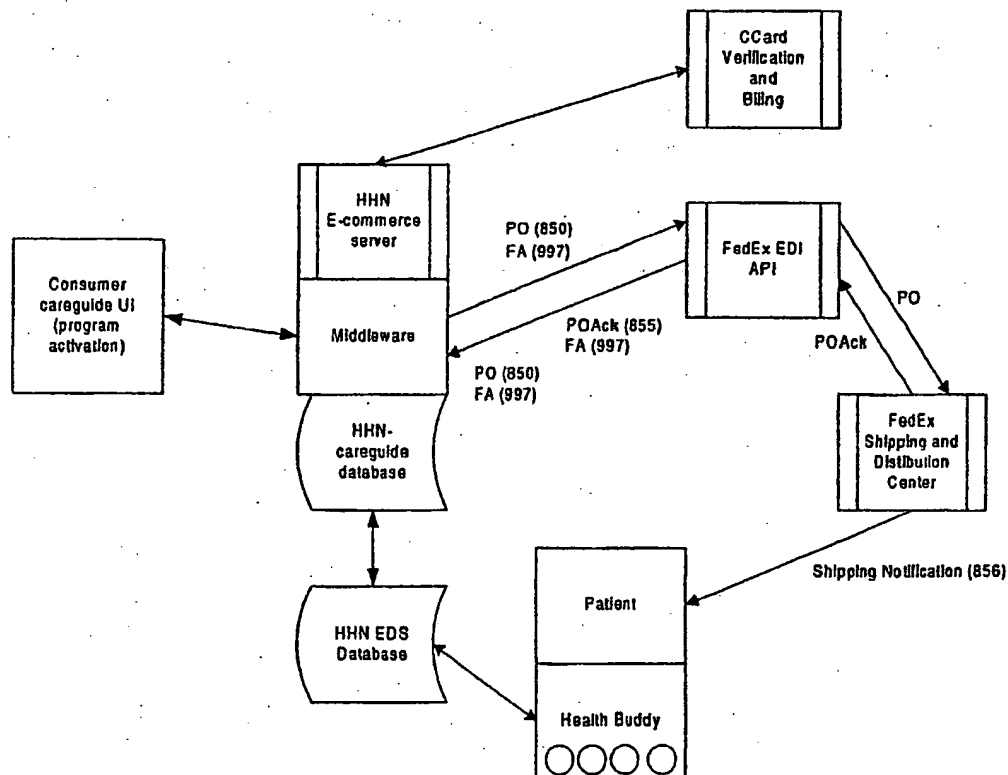 CCard
Verification
and
Billing
HHN
E-commerce
server
PO (850)
FA (997)
FedEx EDI
API
Consumer
careguide UI
(program
activation)
Middleware
POAck (855)
FA (997)
PO
POAck
PO (850)
FA (997)
HHN-
careguide
database
FedEx
Shipping and
Distibution
Center
Shipping Notification (856)
Patient
HHN EDS
Database
Health Buddy